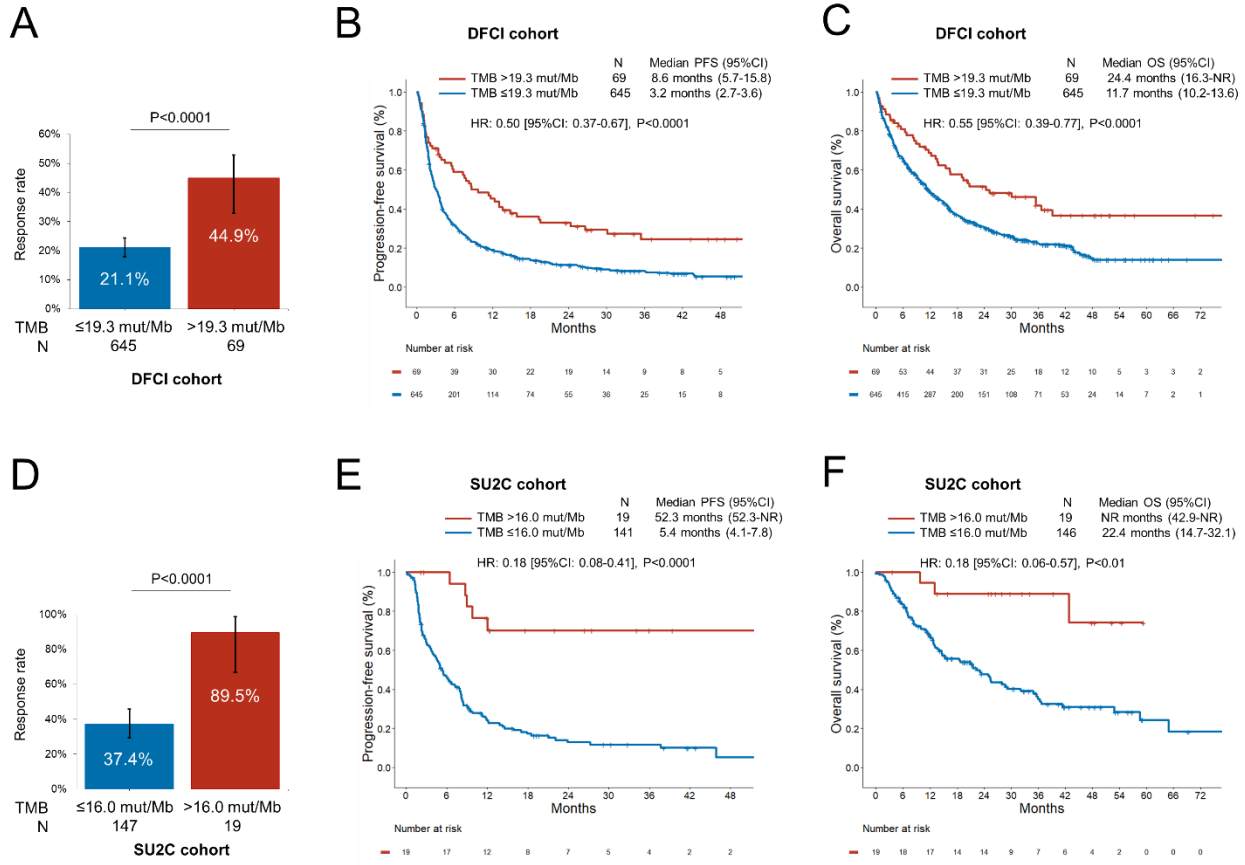 A
P<0.0001
Response rate
60%
50%
40%
30%
20%
10%
0%
21.1%
44.9%
TMB ≤19.3 mut/Mb >19.3 mut/Mb
N 645 69
DFCI cohort
B
DFCI cohort
N Median PFS (95%CI)
TMB >19.3 mut/Mb 69 8.6 months (5.7-15.8)
TMB ≤19.3 mut/Mb 645 3.2 months (2.7-3.6)
HR: 0.50 [95%CI: 0.37-0.67], P<0.0001
Progression-free survival (%)
1.0
0.8
0.6
0.4
0.2
0.0
0 6 12 18 24 30 36 42 48
Months
Number at risk
69 39 30 22 19 14 9 8 5
645 201 114 74 55 36 25 15 8
C
DFCI cohort
N Median OS (95%CI)
TMB >19.3 mut/Mb 69 24.4 months (16.3-NR)
TMB ≤19.3 mut/Mb 645 11.7 months (10.2-13.6)
HR: 0.55 [95%CI: 0.39-0.77], P<0.0001
Overall survival (%)
1.0
0.8
0.6
0.4
0.2
0.0
0 6 12 18 24 30 36 42 48 54 60 66 72
Months
Number at risk
69 53 44 37 31 25 18 12 10 5 3 3 2
645 415 287 200 151 108 71 53 24 14 7 2 1
D
P<0.0001
Response rate
100%
80%
60%
40%
20%
0%
37.4%
89.5%
TMB ≤16.0 mut/Mb >16.0 mut/Mb
N 147 19
SU2C cohort
E
SU2C cohort
N Median PFS (95%CI)
TMB >16.0 mut/Mb 19 52.3 months (52.3-NR)
TMB ≤16.0 mut/Mb 141 5.4 months (4.1-7.8)
HR: 0.18 [95%CI: 0.08-0.41], P<0.0001
Progression-free survival (%)
1.0
0.8
0.6
0.4
0.2
0.0
0 6 12 18 24 30 36 42 48
Months
Number at risk
19 17 12 8 7 5 4 2 2
F
SU2C cohort
N Median OS (95%CI)
TMB >16.0 mut/Mb 19 NR months (42.9-NR)
TMB ≤16.0 mut/Mb 146 22.4 months (14.7-32.1)
HR: 0.18 [95%CI: 0.06-0.57], P<0.01
Overall survival (%)
1.0
0.8
0.6
0.4
0.2
0.0
0 6 12 18 24 30 36 42 48 54 60 66 72
Months
Number at risk
19 18 17 14 14 9 7 6 4 2 0 0 0